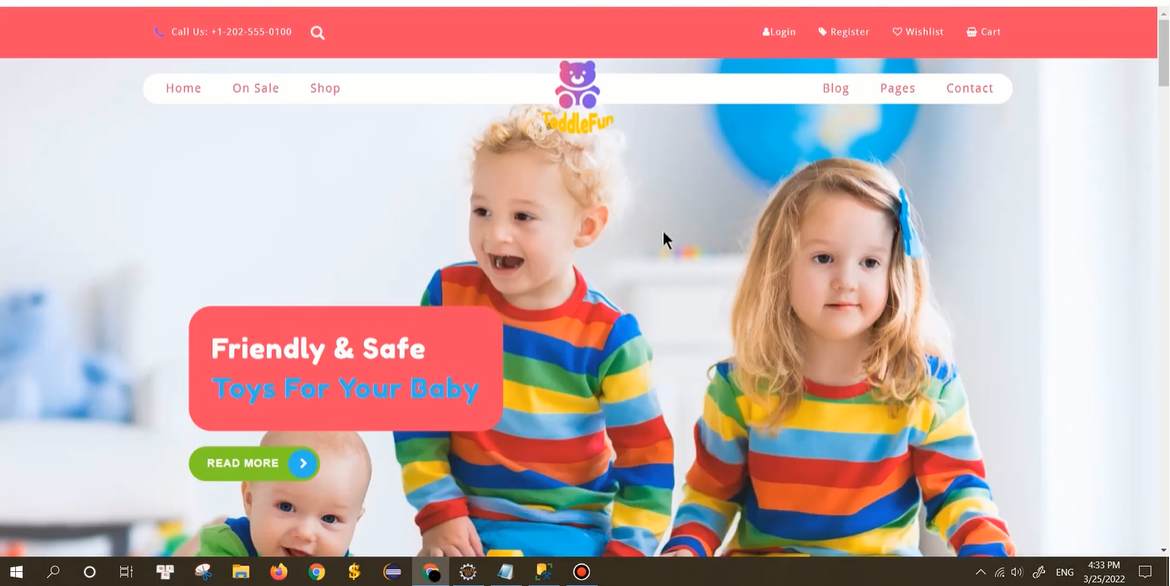 Call Us: +1-202-555-0100
Login Register Wishlist Cart
Home On Sale Shop
ToddleFun
Blog Pages Contact
Friendly & Safe
Toys For Your Baby
READ MORE
ENG
4:33 PM
3/25/2022